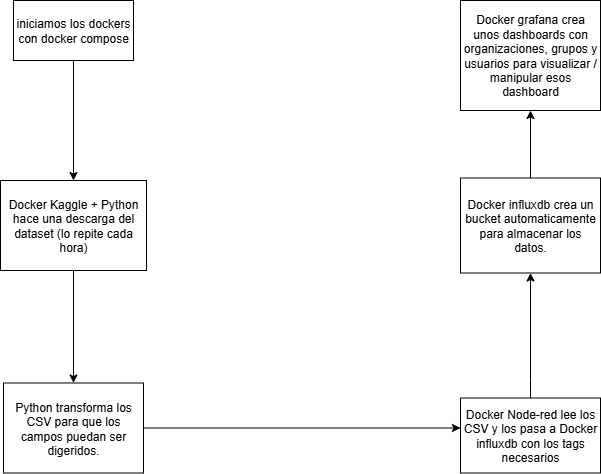 iniciamos los dockers
con docker compose
Docker Kaggle + Python
hace una descarga del
dataset (lo repite cada
hora)
Python transforma los
CSV para que los
campos puedan ser
digeridos.
Docker Node-red lee los
CSV y los pasa a Docker
influxdb con los tags
necesarios
Docker influxdb crea un
bucket automaticamente
para almacenar los
datos.
Docker grafana crea
unos dashboards con
organizaciones, grupos y
usuarios para visualizar /
manipular esos
dashboard